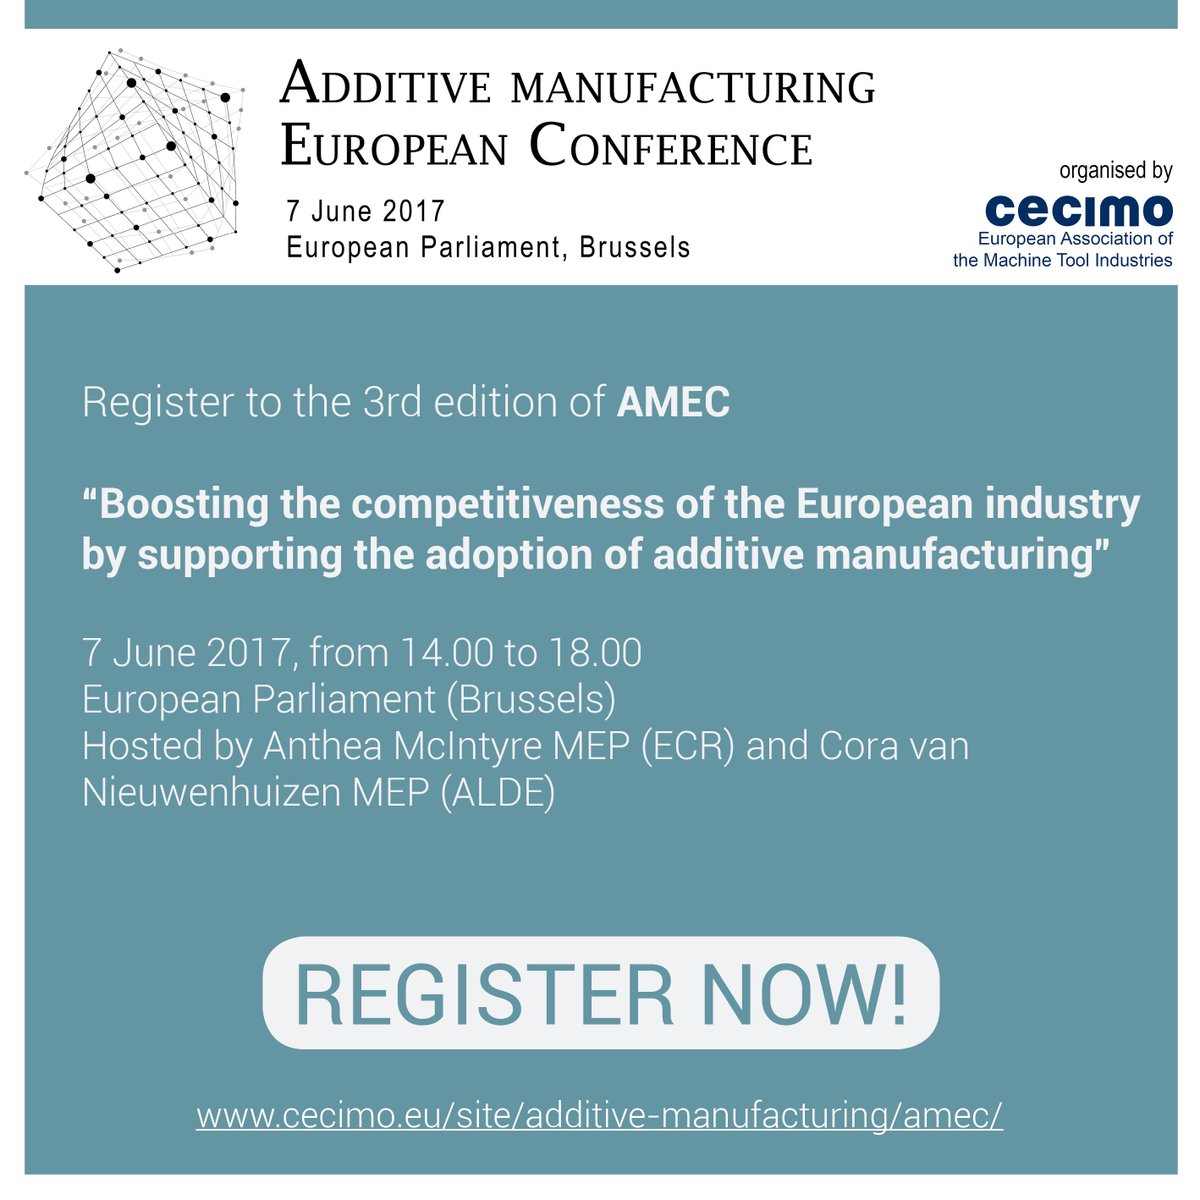 Additive manufacturing
European Conference
7 June 2017
European Parliament, Brussels
organised by
cecimo
European Association of
the Machine Tool Industries
Register to the 3rd edition of AMEC
“Boosting the competitiveness of the European industry
by supporting the adoption of additive manufacturing”
7 June 2017, from 14.00 to 18.00
European Parliament (Brussels)
Hosted by Anthea McIntyre MEP (ECR) and Cora van
Nieuwenhuizen MEP (ALDE)
REGISTER NOW!
www.cecimo.eu/site/additive-manufacturing/amec/